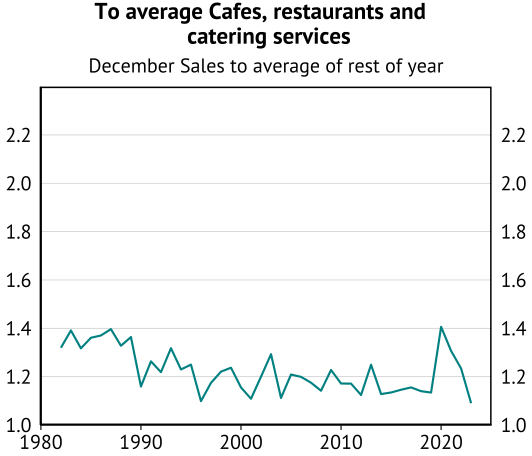 To average Cafes, restaurants and
catering services
December Sales to average of rest of year
2.2 2.2
2.0 2.0
1.8 1.8
1.6 1.6
1.4 1.4
1.2 1.2
1.0 1.0
1980 1990 2000 2010 2020